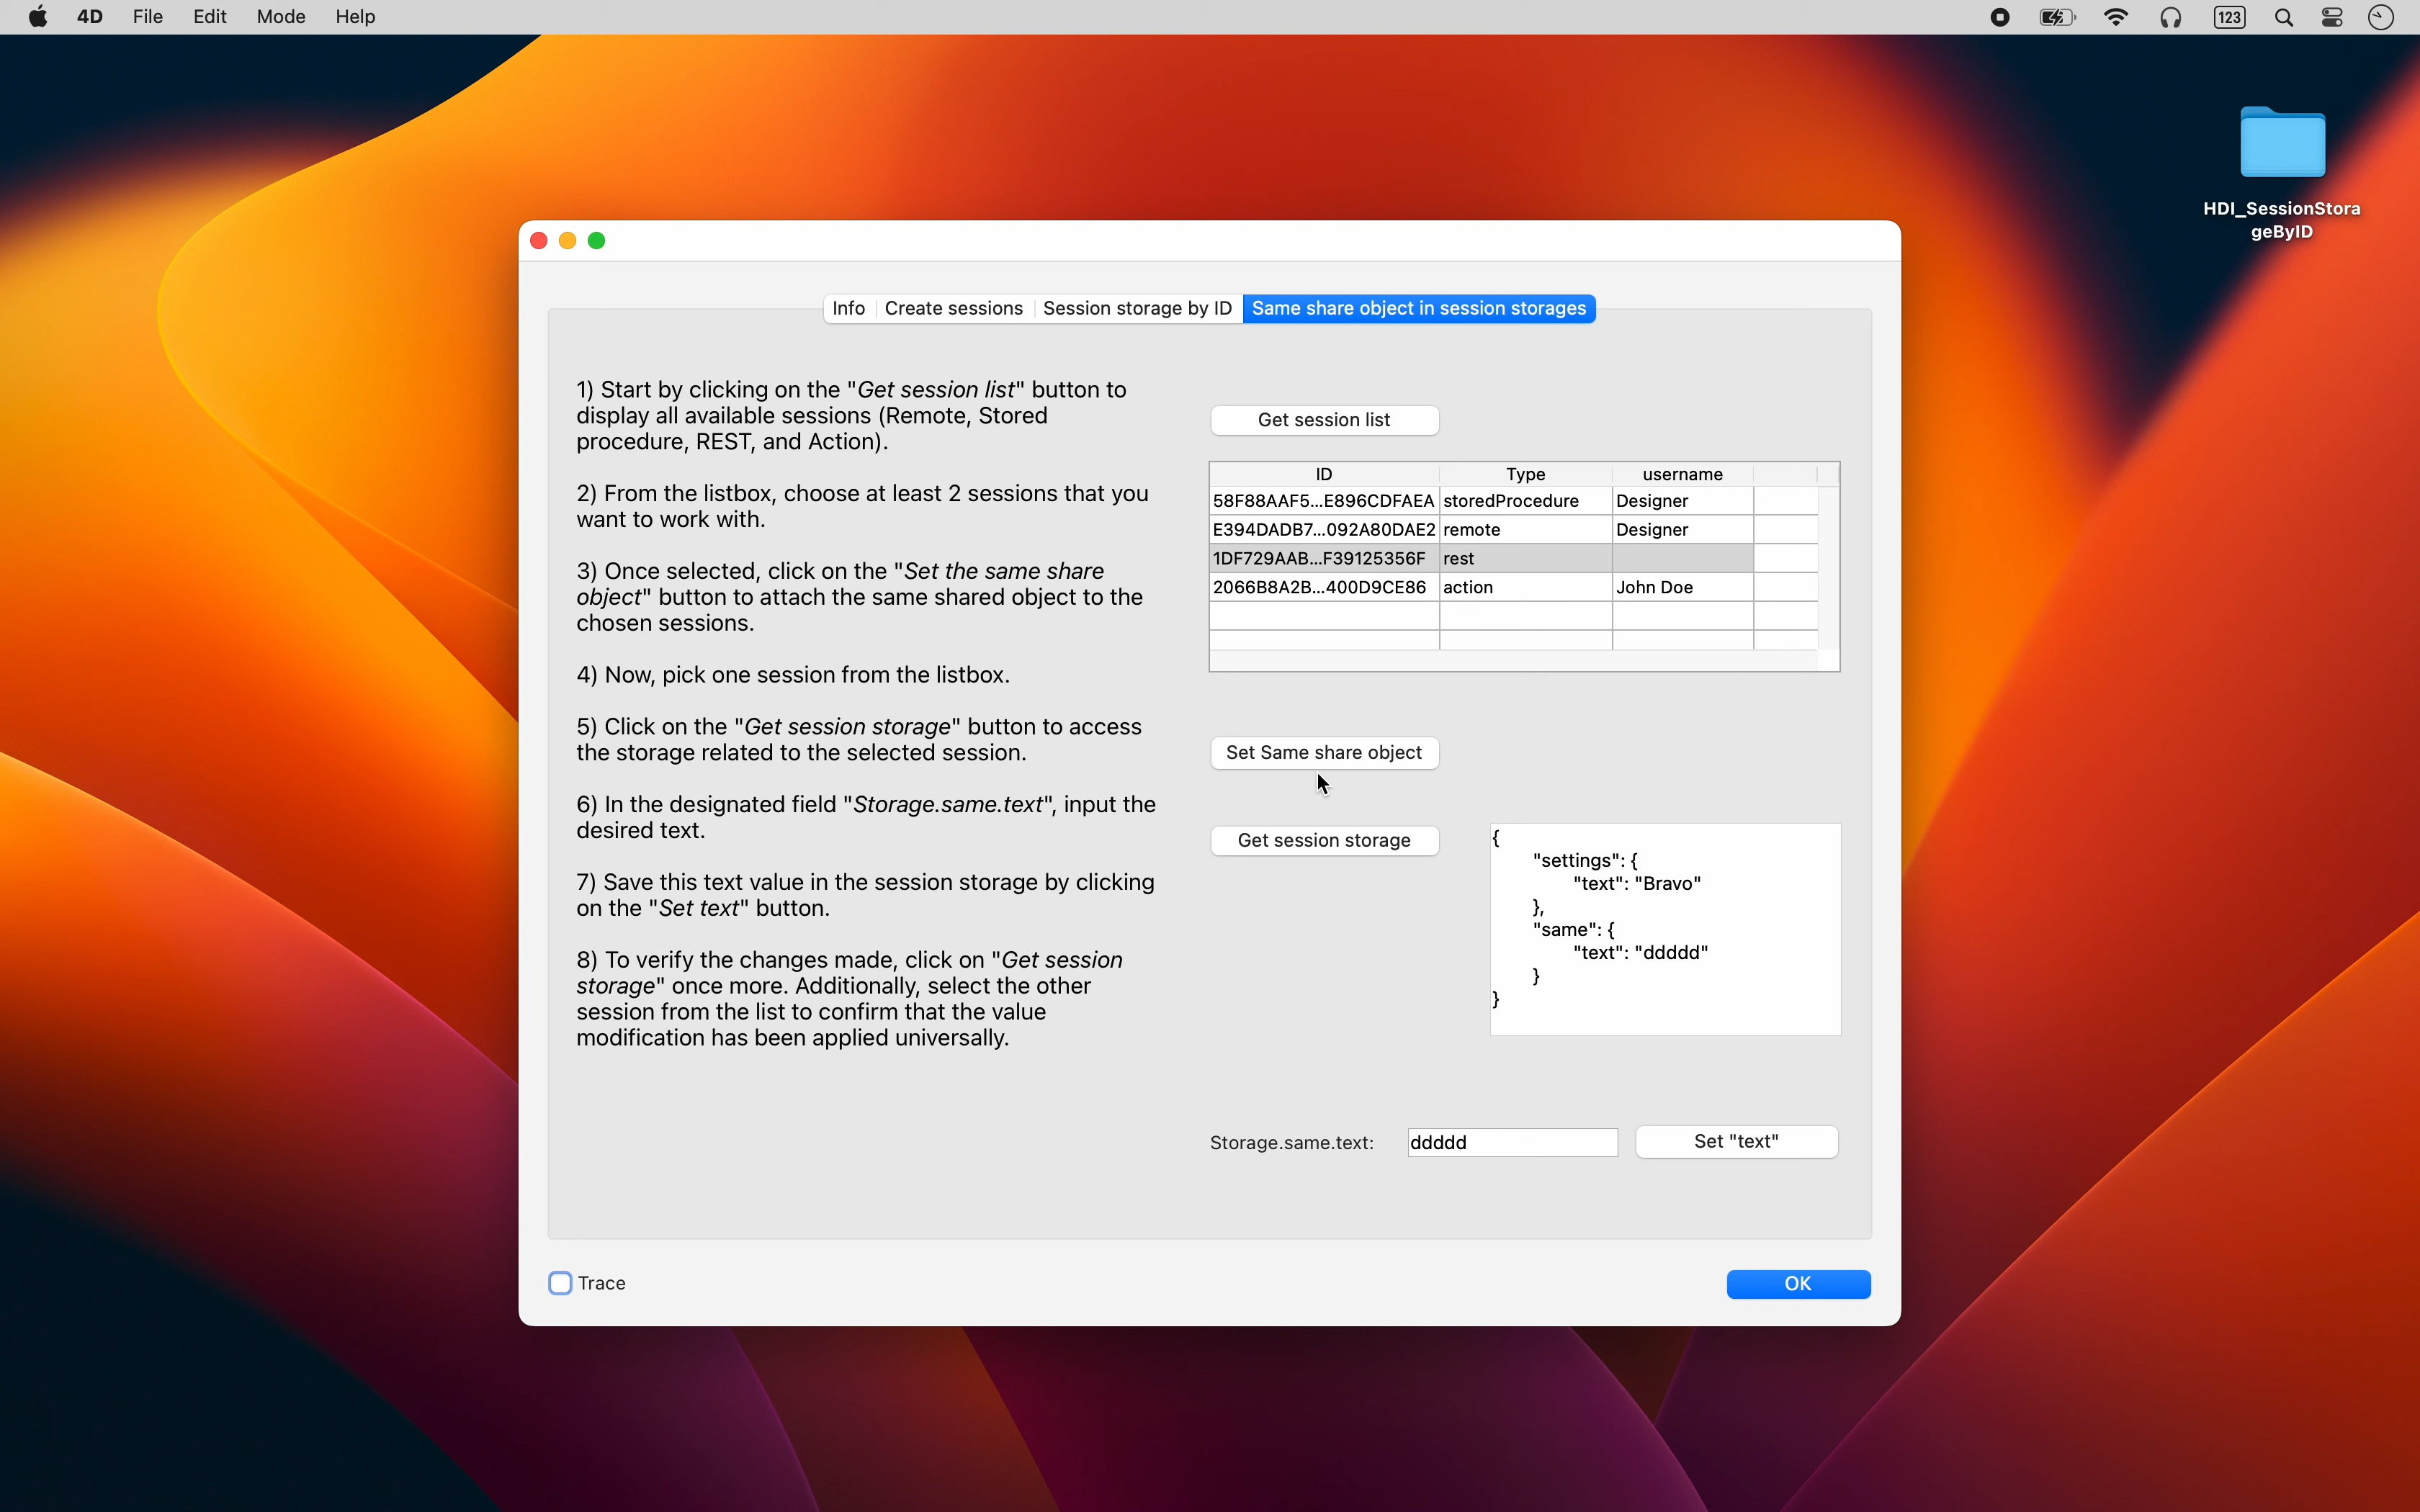 4D File Edit Mode Help
123
HDI_SessionStora
geByID
Info Create sessions Session storage by ID Same share object in session storages
1) Start by clicking on the "Get session list" button to
display all available sessions (Remote, Stored
procedure, REST, and Action).
2) From the listbox, choose at least 2 sessions that you
want to work with.
3) Once selected, click on the "Set the same share
object" button to attach the same shared object to the
chosen sessions.
4) Now, pick one session from the listbox.
5) Click on the "Get session storage" button to access
the storage related to the selected session.
6) In the designated field "Storage.same.text", input the
desired text.
7) Save this text value in the session storage by clicking
on the "Set text" button.
8) To verify the changes made, click on "Get session
storage" once more. Additionally, select the other
session from the list to confirm that the value
modification has been applied universally.
Get session list
ID Type username
58F88AAF5...E896CDFAEA storedProcedure Designer
E394DADB7...092A80DAE2 remote Designer
1DF729AAB...F39125356F rest
2066B8A2B...400D9CE86 action John Doe
Set Same share object
Get session storage
{
"settings": {
"text": "Bravo"
},
"same": {
"text": "ddddd"
}
}
Storage.same.text: ddddd Set "text"
Trace
OK